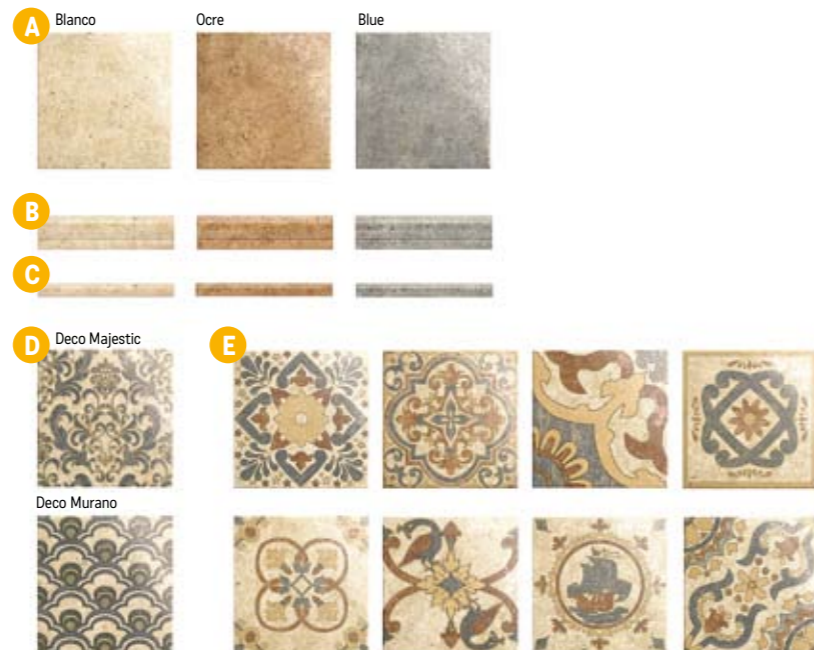 A Blanco Ocre Blue
B
C
D Deco Majestic E
Deco Murano